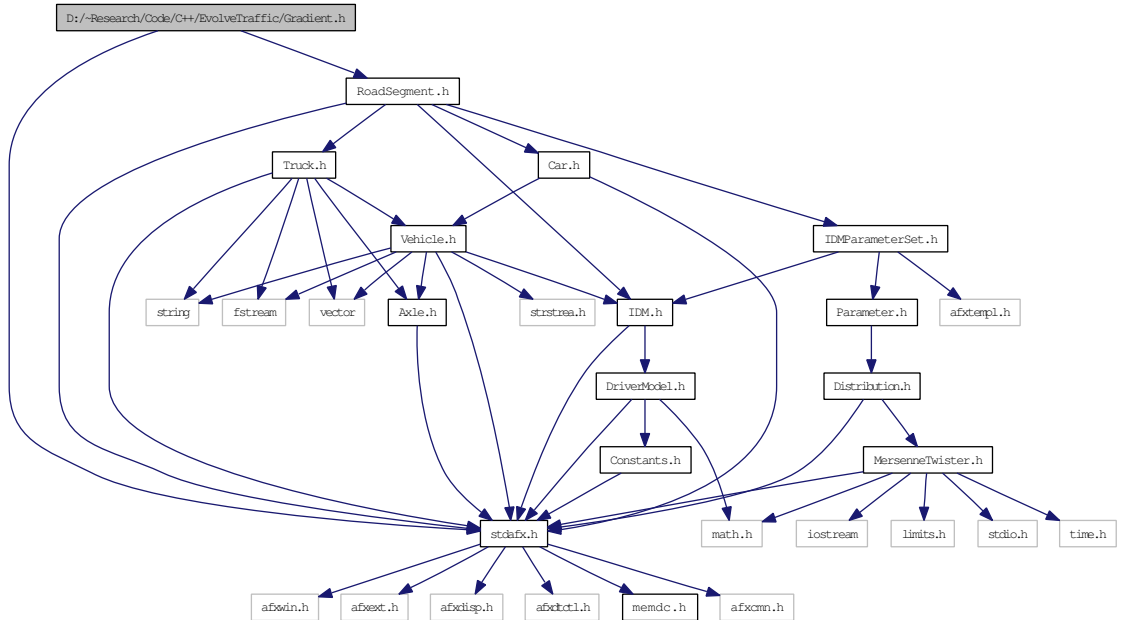 D:/~Research/Code/C++/EvolveTraffic/Gradient.h
RoadSegment.h
Truck.h
Car.h
Vehicle.h
IDMParameterSet.h
string
fstream
vector
Axle.h
strstrea.h
IDM.h
Parameter.h
afxtempl.h
DriverModel.h
Distribution.h
Constants.h
MersenneTwister.h
stdafx.h
math.h
iostream
limits.h
stdio.h
time.h
afxwin.h
afxext.h
afxdisp.h
afxdtctl.h
memdc.h
afxcmn.h